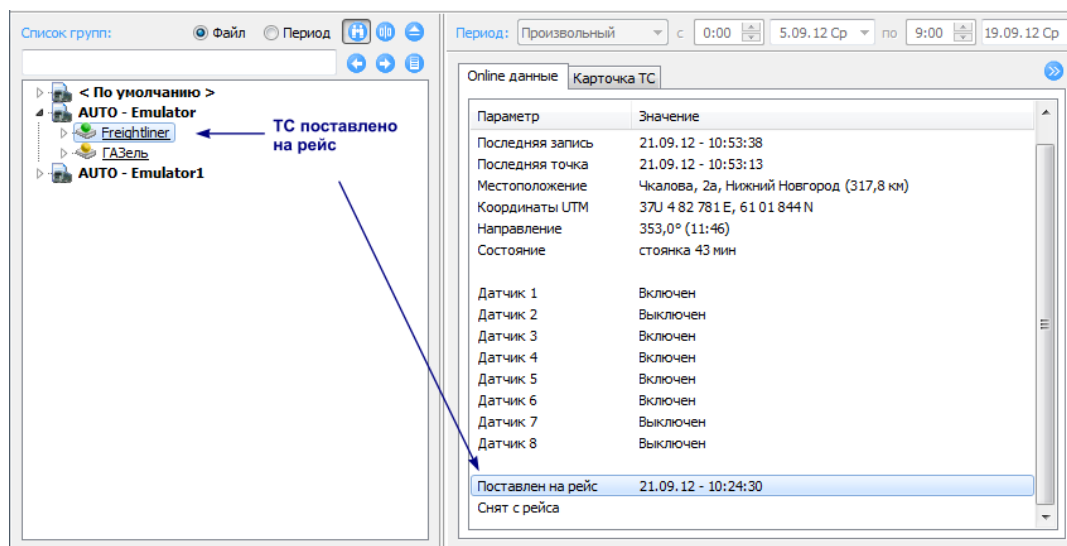 Список групп: Файл Период
< По умолчанию >
AUTO - Emulator
Freightliner
ГАЗель
AUTO - Emulator1
ТС поставлено
на рейс
Период: Произвольный с 0:00 5.09.12 Ср по 9:00 19.09.12 Ср
Online данные Карточка ТС
Параметр Значение
Последняя запись 21.09.12 - 10:53:38
Последняя точка 21.09.12 - 10:53:13
Местоположение Чкалова, 2а, Нижний Новгород (317,8 км)
Координаты UTM 37U 4 82 781 E, 61 01 844 N
Направление 353,0° (11:46)
Состояние стоянка 43 мин
Датчик 1 Включен
Датчик 2 Выключен
Датчик 3 Включен
Датчик 4 Включен
Датчик 5 Включен
Датчик 6 Включен
Датчик 7 Выключен
Датчик 8 Выключен
Поставлен на рейс 21.09.12 - 10:24:30
Снят с рейса